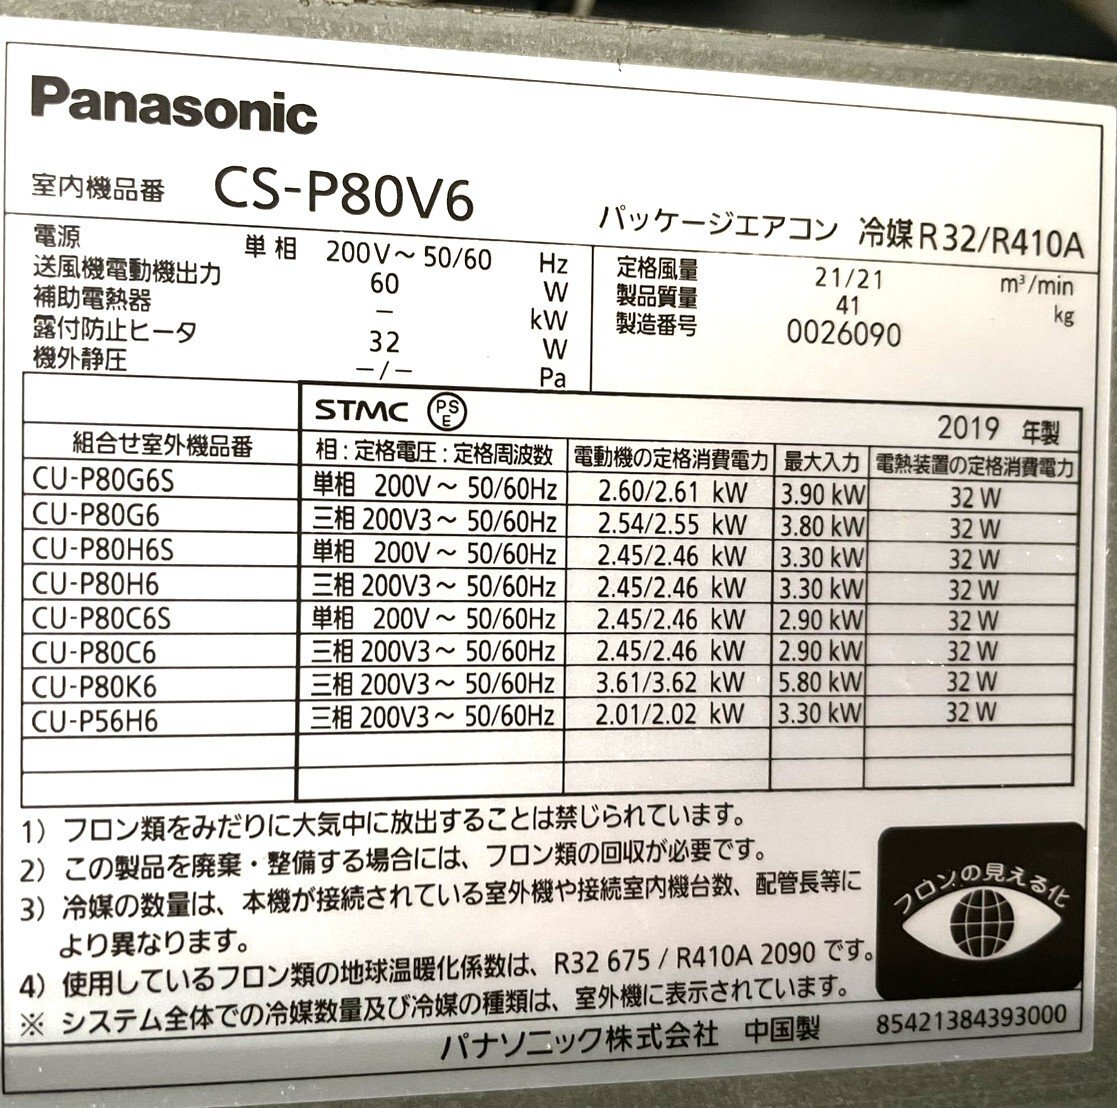 Panasonic
室内機品番 CS-P80V6
パッケージエアコン 冷媒R32/R410A
電源 単相 200V～50/60 Hz
送風機電動機出力 60 W
補助電熱器 － kW
露付防止ヒータ 32 W
機外静圧 －/－ Pa
定格風量 21/21 m³/min
製品質量 41 kg
製造番号 0026090
STMC PSE 2019 年製
組合せ室外機品番 相：定格電圧：定格周波数 電動機の定格消費電力 最大入力 電熱装置の定格消費電力
CU-P80G6S 単相 200V～ 50/60Hz 2.60/2.61 kW 3.90 kW 32 W
CU-P80G6 三相 200V3～ 50/60Hz 2.54/2.55 kW 3.80 kW 32 W
CU-P80H6S 単相 200V～ 50/60Hz 2.45/2.46 kW 3.30 kW 32 W
CU-P80H6 三相 200V3～ 50/60Hz 2.45/2.46 kW 3.30 kW 32 W
CU-P80C6S 単相 200V～ 50/60Hz 2.45/2.46 kW 2.90 kW 32 W
CU-P80C6 三相 200V3～ 50/60Hz 2.45/2.46 kW 2.90 kW 32 W
CU-P80K6 三相 200V3～ 50/60Hz 3.61/3.62 kW 5.80 kW 32 W
CU-P56H6 三相 200V3～ 50/60Hz 2.01/2.02 kW 3.30 kW 32 W
1）フロン類をみだりに大気中に放出することは禁じられています。
2）この製品を廃棄・整備する場合には、フロン類の回収が必要です。
3）冷媒の数量は、本機が接続されている室外機や接続室内機台数、配管長等に
より異なります。
4）使用しているフロン類の地球温暖化係数は、R32 675 / R410A 2090 です。
※ システム全体での冷媒数量及び冷媒の種類は、室外機に表示されています。
フロンの見える化
パナソニック株式会社 中国製 85421384393000